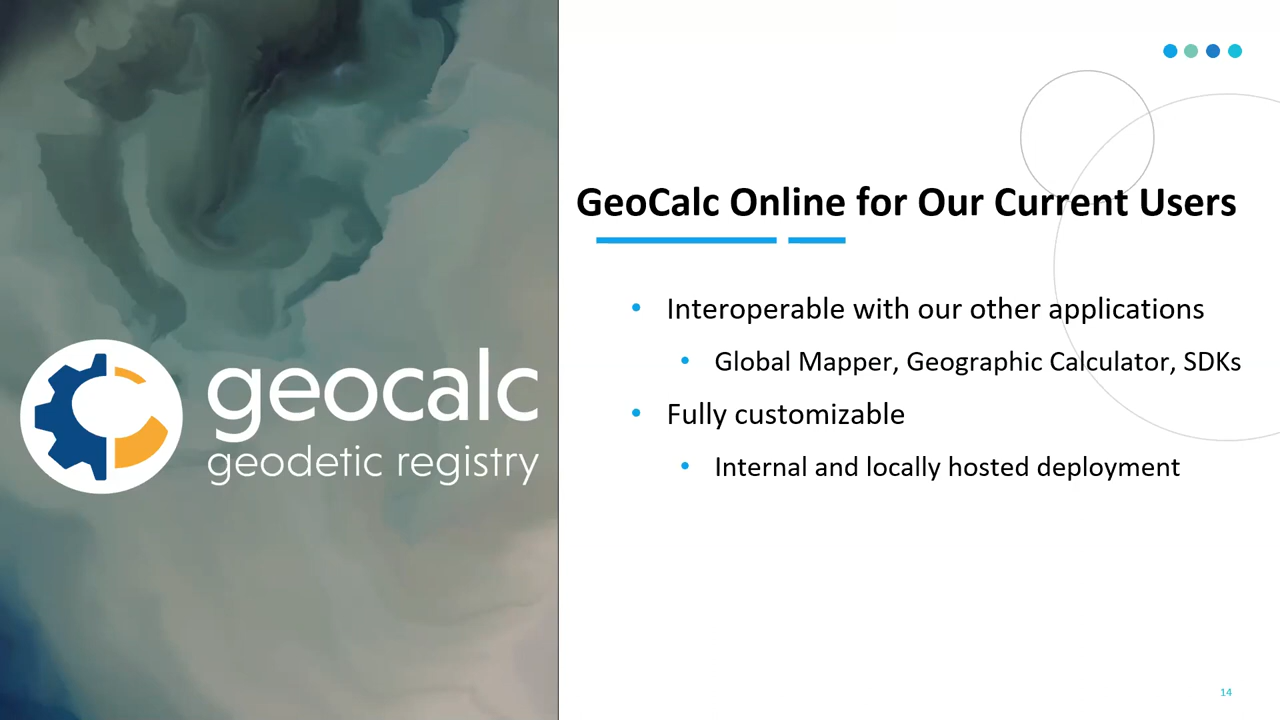 geocalc
geodetic registry
GeoCalc Online for Our Current Users
• Interoperable with our other applications
• Global Mapper, Geographic Calculator, SDKs
• Fully customizable
• Internal and locally hosted deployment
14